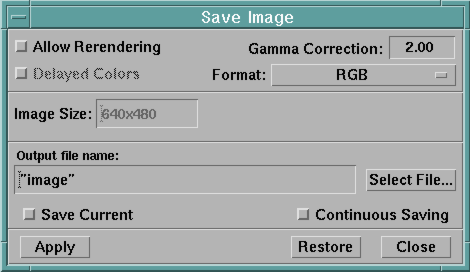 Save Image
Allow Rerendering Gamma Correction: 2.00
Delayed Colors Format: RGB
Image Size: 640x480
Output file name:
"image" Select File...
Save Current Continuous Saving
Apply Restore Close